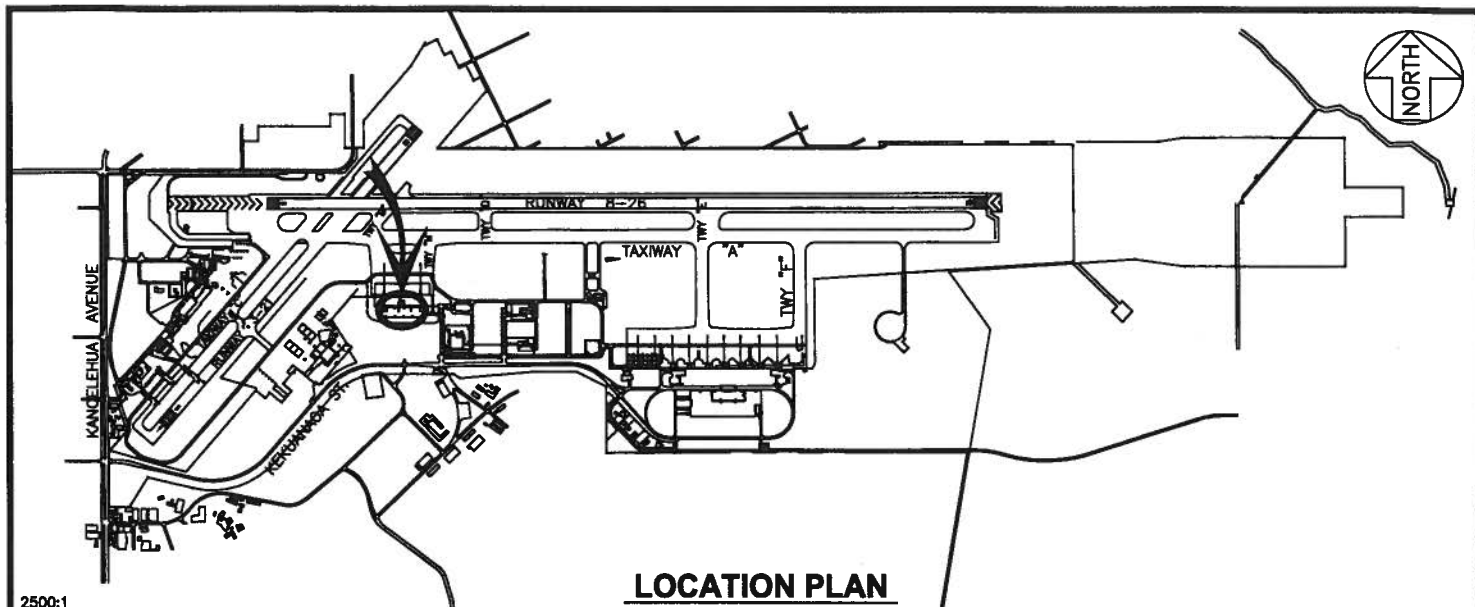 NORTH
RUNWAY 8-26
TWY "D"
TWY "E"
TAXIWAY "A"
TWY "F"
KANOELEHUA AVENUE
KEKUANAOA ST.
LOCATION PLAN
2500:1